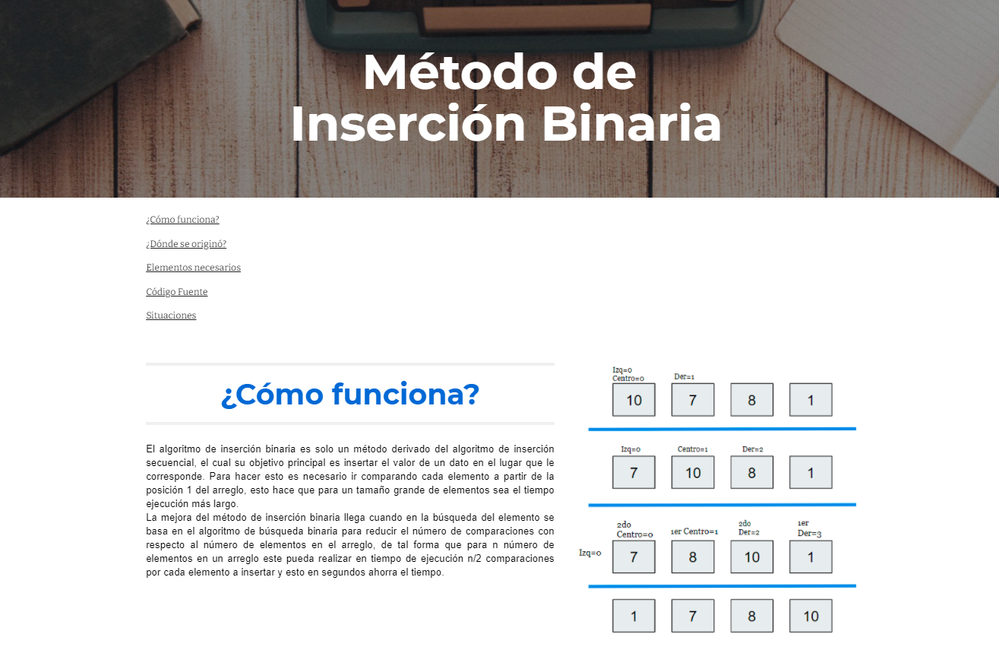 Método de
Inserción Binaria
¿Cómo funciona?
¿Dónde se originó?
Elementos necesarios
Código Fuente
Situaciones
¿Cómo funciona?
El algoritmo de inserción binaria es solo un método derivado del algoritmo de inserción
secuencial, el cual su objetivo principal es insertar el valor de un dato en el lugar que le
corresponde. Para hacer esto es necesario ir comparando cada elemento a partir de la
posición 1 del arreglo, esto hace que para un tamaño grande de elementos sea el tiempo
ejecución más largo.
La mejora del método de inserción binaria llega cuando en la búsqueda del elemento se
basa en el algoritmo de búsqueda binaria para reducir el número de comparaciones con
respecto al número de elementos en el arreglo, de tal forma que para n número de
elementos en un arreglo este pueda realizar en tiempo de ejecución n/2 comparaciones
por cada elemento a insertar y esto en segundos ahorra el tiempo.
Izq=0
Centro=0 Der=1
10 7 8 1
Izq=0 Centro=1 Der=2
7 10 8 1
2do 2do 1er
Centro=0 1er Centro=1 Der=2 Der=3
Izq=0 7 8 10 1
1 7 8 10